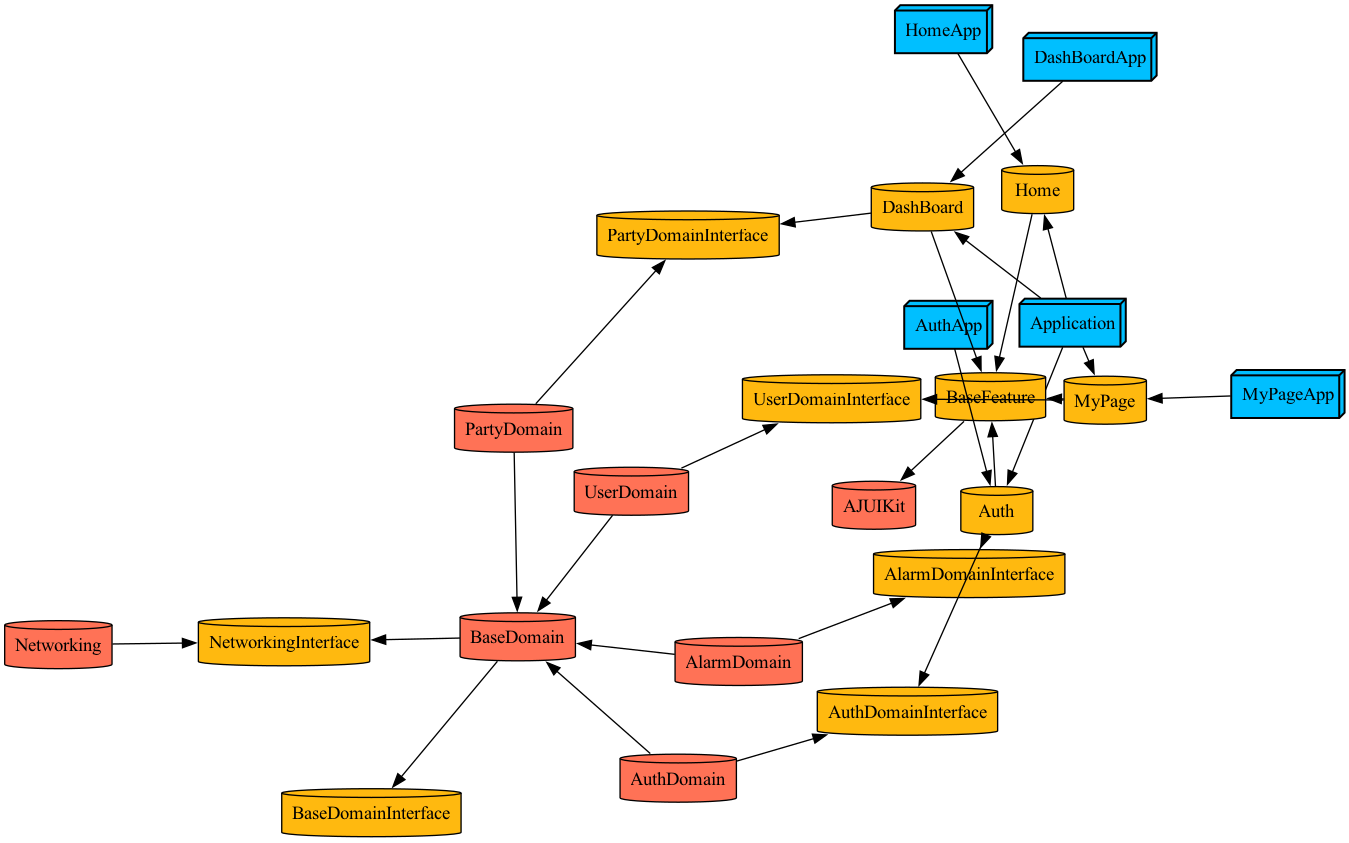 HomeApp
DashBoardApp
Home
DashBoard
PartyDomainInterface
AuthApp
Application
UserDomainInterface
BaseFeature
MyPage
MyPageApp
PartyDomain
UserDomain
AJUIKit
Auth
AlarmDomainInterface
Networking
NetworkingInterface
BaseDomain
AlarmDomain
AuthDomainInterface
AuthDomain
BaseDomainInterface